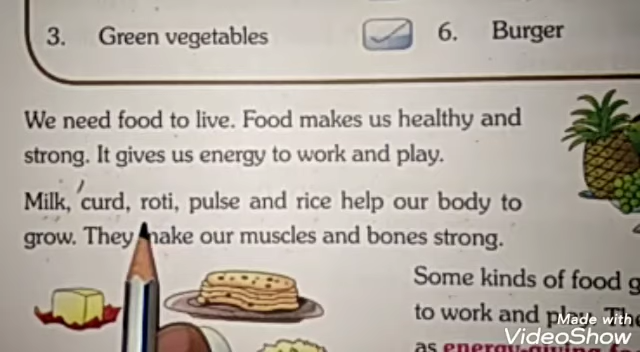 3. Green vegetables
6. Burger
We need food to live. Food makes us healthy and
strong. It gives us energy to work and play.
Milk, curd, roti, pulse and rice help our body to
grow. They make our muscles and bones strong.
Some kinds of food
to work and play.
as energy-giving
Made with
VideoShow